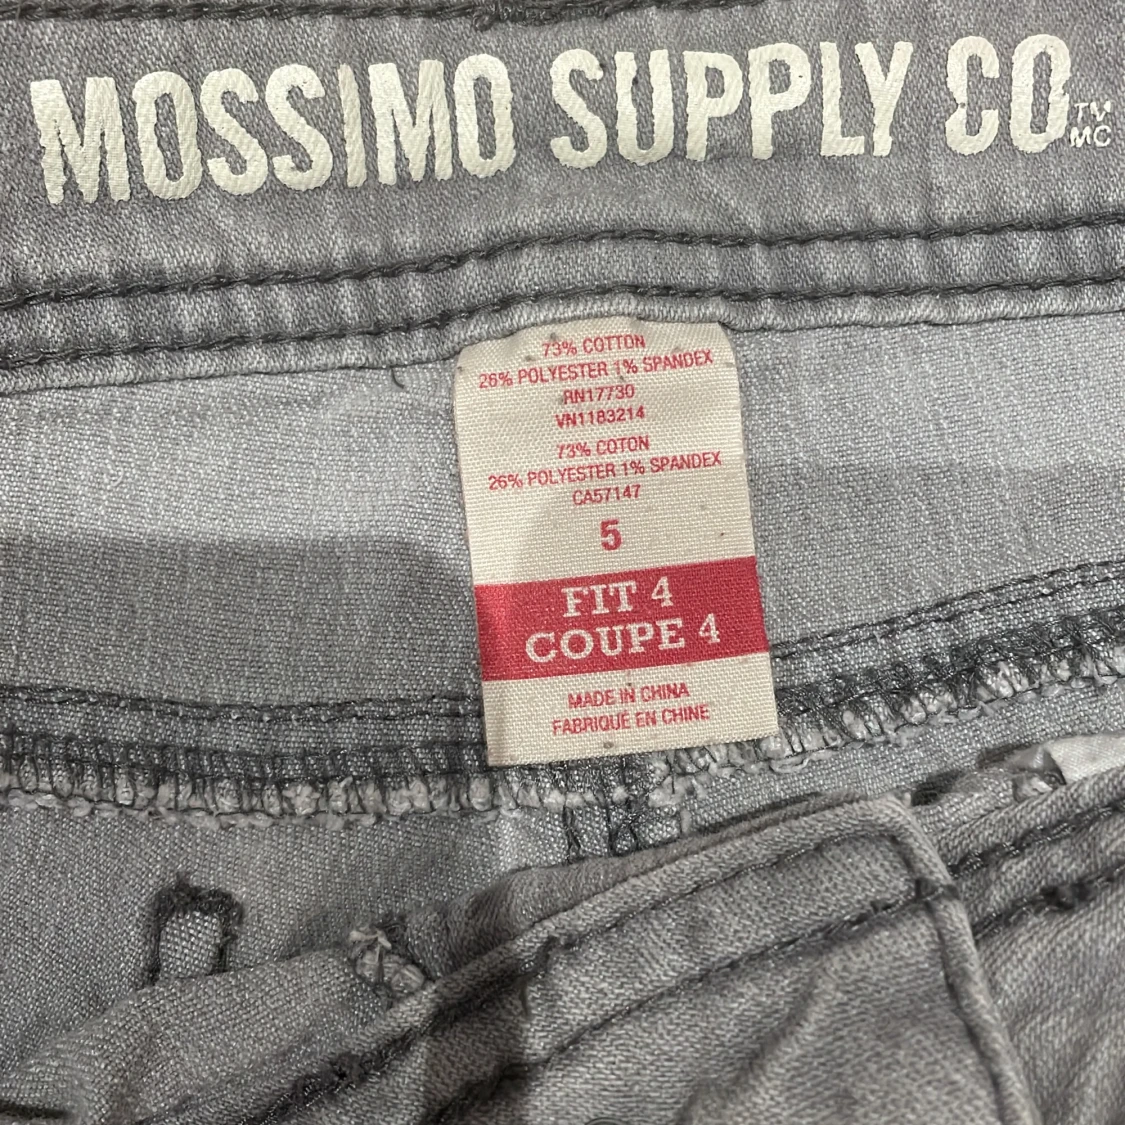 MOSSIMO SUPPLY CO.™
MC
73% COTTON
26% POLYESTER 1% SPANDEX
RN17730
VN1183214
73% COTON
26% POLYESTER 1% SPANDEX
CA57147
5
FIT 4
COUPE 4
MADE IN CHINA
FABRIQUÉ EN CHINE